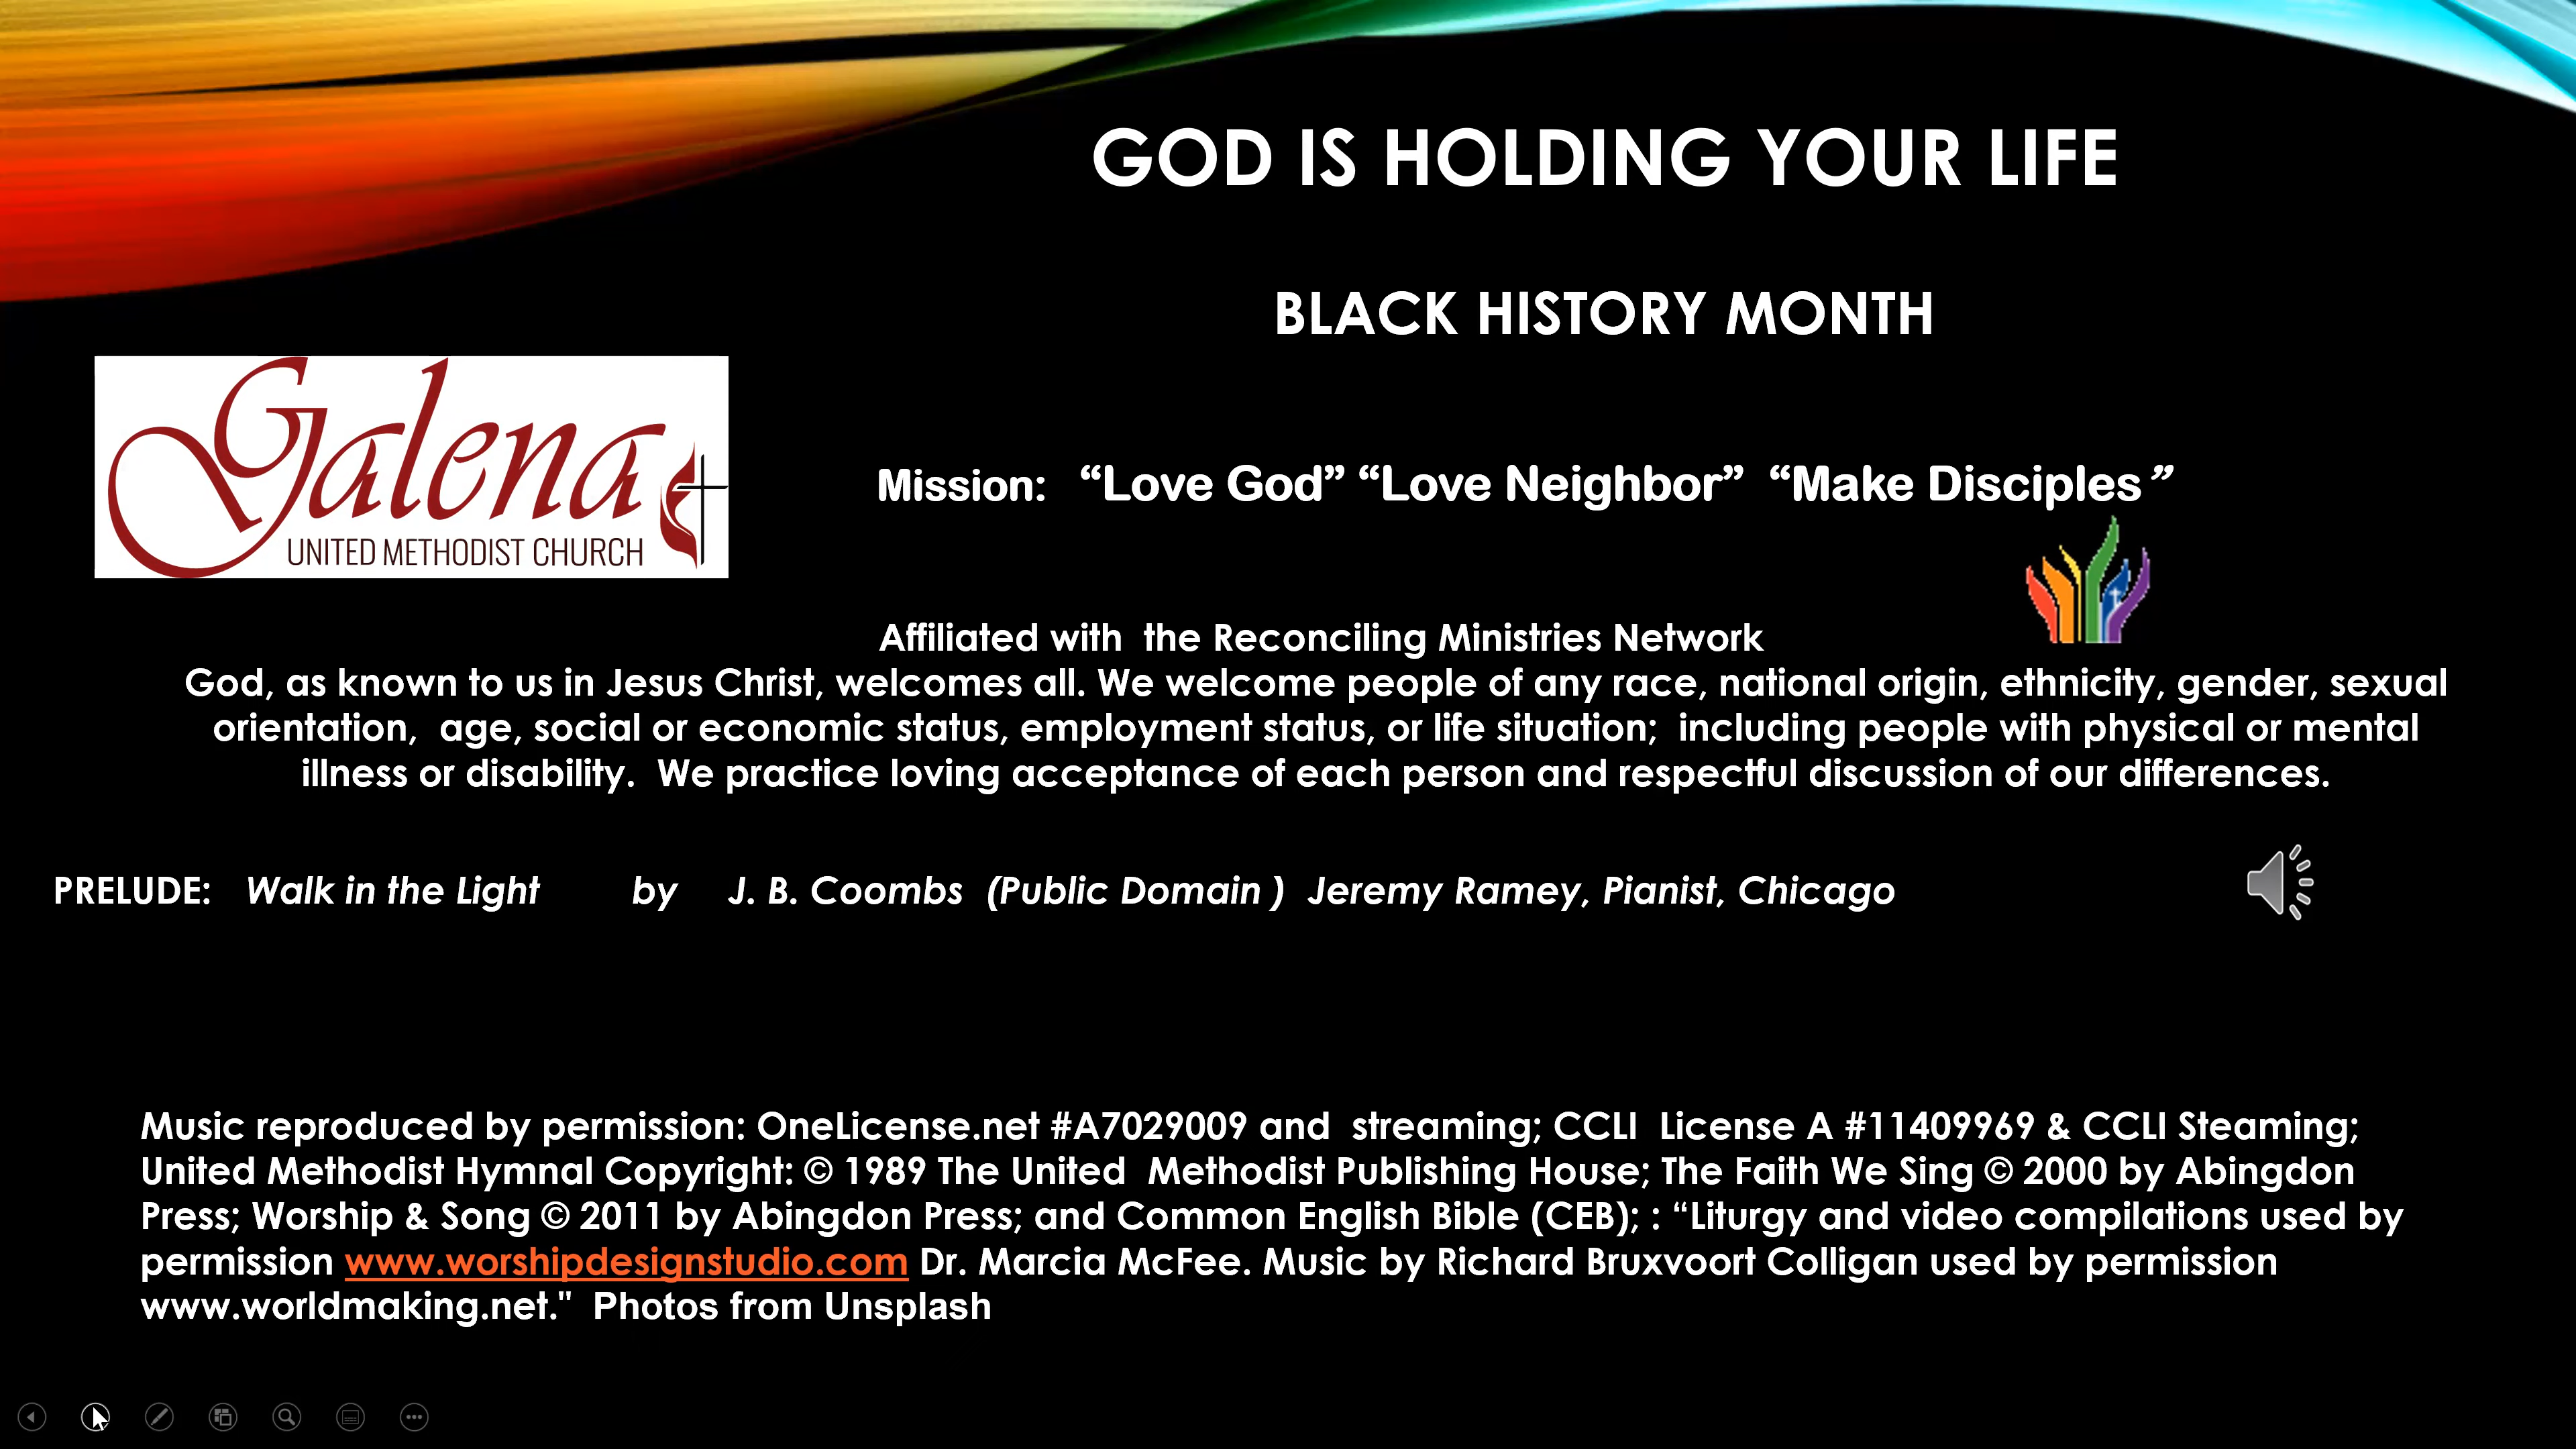 GOD IS HOLDING YOUR LIFE
BLACK HISTORY MONTH
Galena
UNITED METHODIST CHURCH
Mission: “Love God” “Love Neighbor” “Make Disciples”
Affiliated with the Reconciling Ministries Network
God, as known to us in Jesus Christ, welcomes all. We welcome people of any race, national origin, ethnicity, gender, sexual
orientation, age, social or economic status, employment status, or life situation; including people with physical or mental
illness or disability. We practice loving acceptance of each person and respectful discussion of our differences.
PRELUDE: Walk in the Light by J. B. Coombs (Public Domain ) Jeremy Ramey, Pianist, Chicago
Music reproduced by permission: OneLicense.net #A7029009 and streaming; CCLI License A #11409969 & CCLI Steaming;
United Methodist Hymnal Copyright: © 1989 The United Methodist Publishing House; The Faith We Sing © 2000 by Abingdon
Press; Worship & Song © 2011 by Abingdon Press; and Common English Bible (CEB); : “Liturgy and video compilations used by
permission www.worshipdesignstudio.com Dr. Marcia McFee. Music by Richard Bruxvoort Colligan used by permission
www.worldmaking.net." Photos from Unsplash